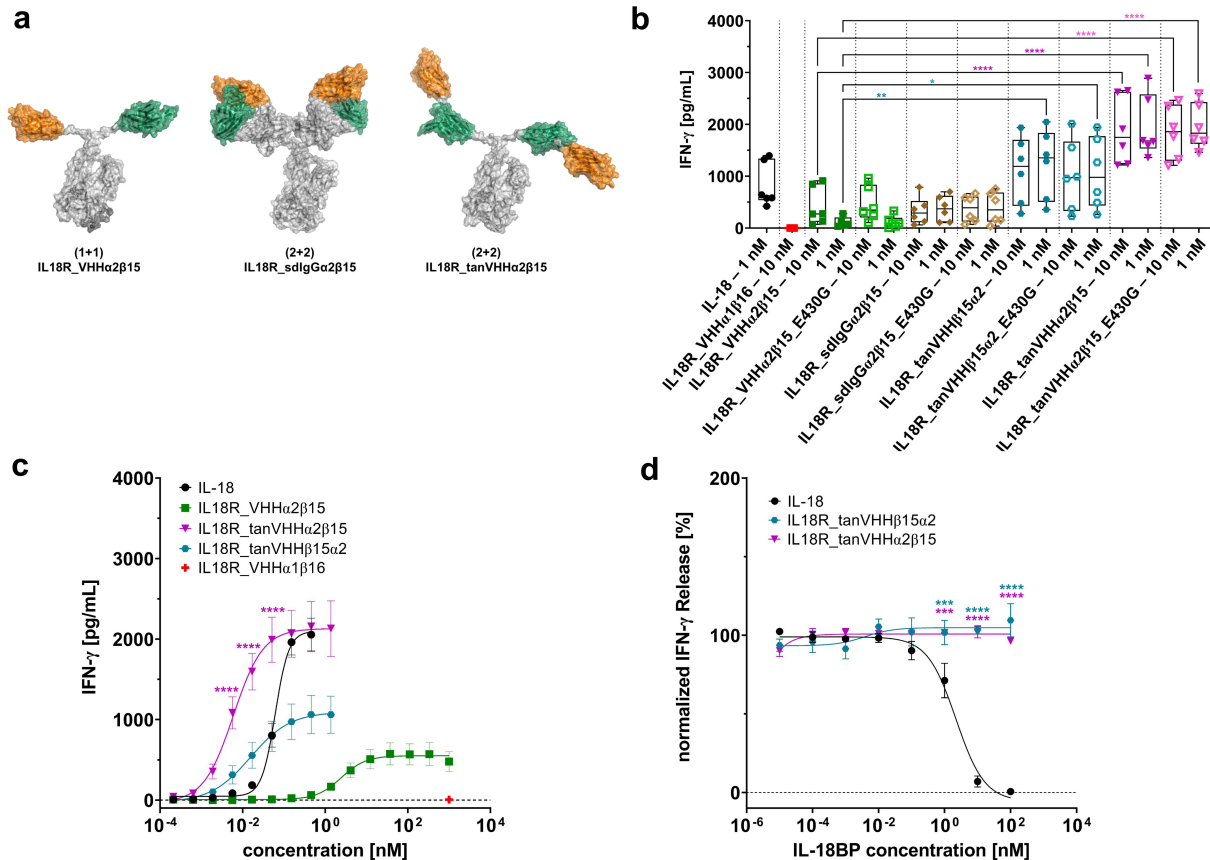 a
(1+1)
IL18R_VHHα2β15
(2+2)
IL18R_sdIgGα2β15
(2+2)
IL18R_tanVHHα2β15
b
IFN-γ [pg/mL]
4000
3000
2000
1000
0
****
****
****
****
*
**
IL-18 – 1 nM
IL18R_VHHα1β16 – 10 nM
IL18R_VHHα2β15 – 10 nM
1 nM
IL18R_VHHα2β15_E430G – 10 nM
1 nM
IL18R_sdIgGα2β15 – 10 nM
1 nM
IL18R_sdIgGα2β15_E430G – 10 nM
1 nM
IL18R_tanVHHβ15α2 – 10 nM
1 nM
IL18R_tanVHHβ15α2_E430G – 10 nM
1 nM
IL18R_tanVHHα2β15 – 10 nM
1 nM
IL18R_tanVHHα2β15_E430G – 10 nM
1 nM
c
IFN-γ [pg/mL]
4000
3000
2000
1000
0
IL-18
IL18R_VHHα2β15
IL18R_tanVHHα2β15
IL18R_tanVHHβ15α2
IL18R_VHHα1β16
****
****
****
10⁻⁴ 10⁻² 10⁰ 10² 10⁴
concentration [nM]
d
normalized IFN-γ Release [%]
200
100
0
IL-18
IL18R_tanVHHβ15α2
IL18R_tanVHHα2β15
*** **** ****
*** **** ****
10⁻⁶ 10⁻⁴ 10⁻² 10⁰ 10² 10⁴
IL-18BP concentration [nM]